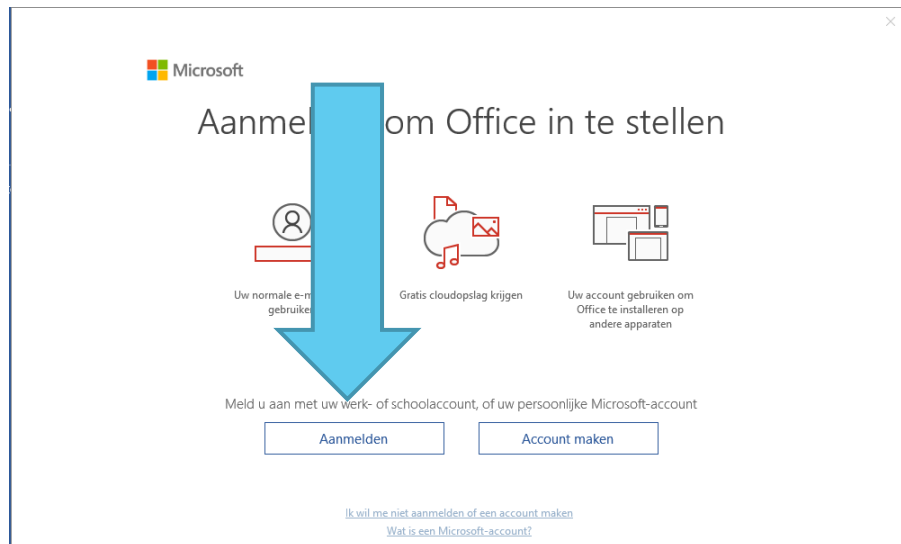 Microsoft
Aanmel om Office in te stellen
Uw normale e-m
gebruike
Gratis cloudopslag krijgen
Uw account gebruiken om
Office te installeren op
andere apparaten
Meld u aan met uw werk- of schoolaccount, of uw persoonlijke Microsoft-account
Aanmelden
Account maken
Ik wil me niet aanmelden of een account maken
Wat is een Microsoft-account?